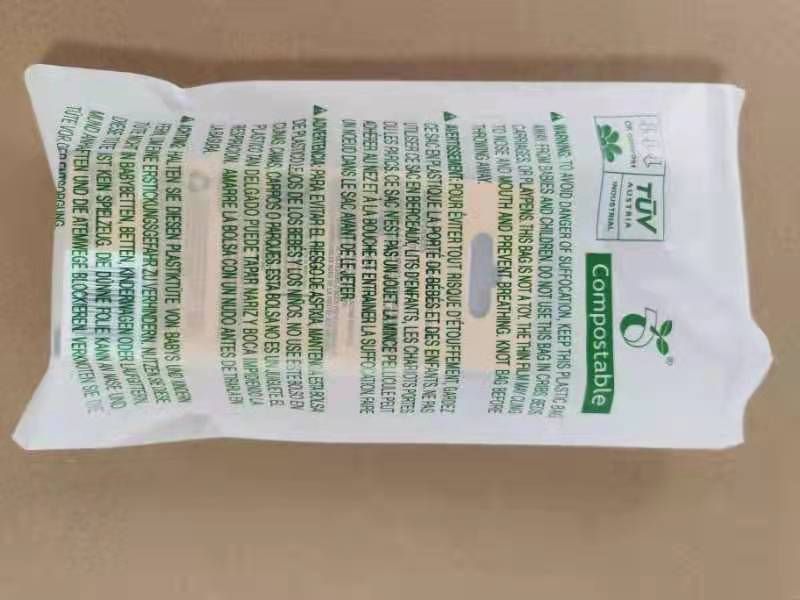 OK compost
TÜV
AUSTRIA
INDUSTRIAL
®
Compostable
WARNING: TO AVOID DANGER OF SUFFOCATION, KEEP THIS PLASTIC BAG
AWAY FROM BABIES AND CHILDREN. DO NOT USE THIS BAG IN CRIBS, BEDS,
CARRIAGES, OR PLAYPENS. THIS BAG IS NOT A TOY. THE THIN FILM MAY CLING
TO NOSE AND MOUTH AND PREVENT BREATHING. KNOT BAG BEFORE
THROWING AWAY.
AVERTISSEMENT: POUR ÉVITER TOUT RISQUE D'ÉTOUFFEMENT, GARDEZ
CE SAC EN PLASTIQUE LA PORTÉ DE BÉBÉS ET DES ENFANTS. NE PAS
UTILISER CE SAC EN BERCEAUX, LITS D'ENFANTS, LES CHARIOTS PORTES
OU LES PARCS. CE SAC N'EST PAS UN JOUET. LA MINCE PELLICULE PEUT
ADHÉRER AU NEZ ET À LA BOUCHE ET ENTRAINER LA SUFFOCATION. FAIRE
UN NOEUD DANS LE SAC AVANT DE LE JETER.
ADVERTENCIA: PARA EVITAR EL RIESGO DE ASFIXIA, MANTENGA ESTA BOLSA
DE PLASTICO LEJOS DE LOS BEBÉS Y LOS NIÑOS. NO USE ESTE BOLSO EN
CUNAS, CAMAS, CARROS O PARQUES. ESTA BOLSA NO ES UN JUGUETE. EL
PLÁSTICO TAN DELGADO PUEDE TAPAR NARIZ Y BOCA IMPIDIENDO LA
RESPIRACIÓN. AMARRE LA BOLSA CON UN NUDO ANTES DE TIRARLA EN
LA BASURA.
ACHTUNG: HALTEN SIE DIESEN PLASTIKTÜTE VON BABYS UND KINDERN
FERN, UM EINE ERSTICKUNGSGEFAHR ZU VERHINDERN. NUTZEN SIE DIESE
TÜTE NICHT IN BABYBETTEN, BETTEN, KINDERWAGEN ODER LAUFGITTERN.
DIESE TÜTE IST KEIN SPIELZEUG. DIE DÜNNE FOLIE KANN AN NASE UND
MUND ANHAFTEN UND DIE ATEMWEGE BLOCKIEREN. VERKNOTEN SIE DIE
TÜTE VOR DER ENTSORGUNG.